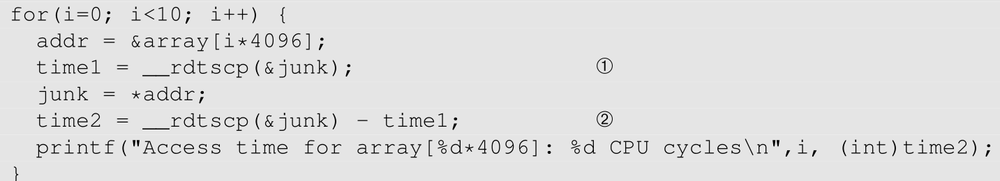 for(i=0; i<10; i++) {
  addr = &array[i*4096];
  time1 = __rdtscp(&junk);                    ①
  junk = *addr;
  time2 = __rdtscp(&junk) - time1;            ②
  printf("Access time for array[%d*4096]: %d CPU cycles\n",i, (int)time2);
}